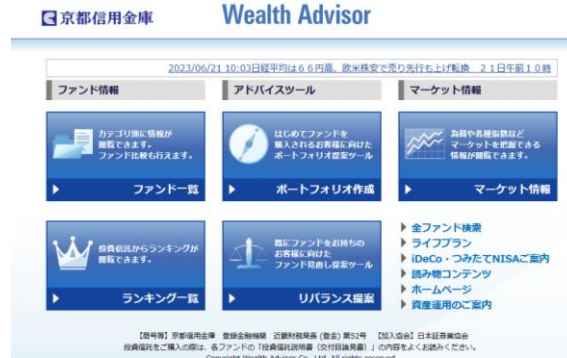 京都信用金庫
Wealth Advisor
2023/06/21 10:03日経平均は66円高、欧米株安で売り先行も上げ転換 21日午前10時
ファンド情報
アドバイスツール
マーケット情報
カテゴリ別に情報が
閲覧できます。
ファンド比較も行えます。
ファンド一覧
はじめてファンドを
購入されるお客様に向けた
ポートフォリオ提案ツール
ポートフォリオ作成
為替や各種指数など
マーケットを把握できる
情報が閲覧できます。
マーケット情報
投資信託からランキングが
閲覧できます。
ランキング一覧
既にファンドをお持ちの
お客様に向けた
ファンド見直し提案ツール
リバランス提案
全ファンド検索
ライフプラン
iDeCo・つみたてNISAご案内
読み物コンテンツ
ホームページ
資産運用のご案内
【商号等】京都信用金庫 登録金融機関 近畿財務局長(登金)第52号 【加入協会】日本証券業協会
投資信託をご購入の際は、各ファンドの「投資信託説明書(交付目論見書)」の内容をよくお読みください。
Copyright Wealth Advisor Co., Ltd. All rights reserved.